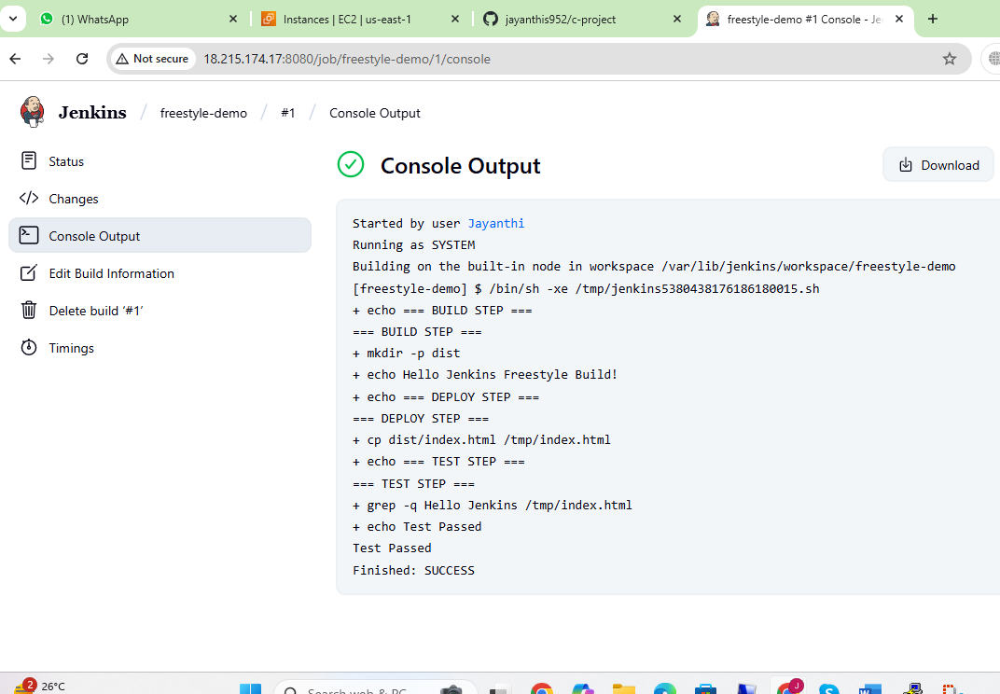 (1) WhatsApp
Instances | EC2 | us-east-1
jayanthis952/c-project
freestyle-demo #1 Console - Je
Not secure
18.215.174.17:8080/job/freestyle-demo/1/console
Jenkins / freestyle-demo / #1 / Console Output
Status
Changes
Console Output
Edit Build Information
Delete build ‘#1’
Timings
Console Output
Download
Started by user Jayanthi
Running as SYSTEM
Building on the built-in node in workspace /var/lib/jenkins/workspace/freestyle-demo
[freestyle-demo] $ /bin/sh -xe /tmp/jenkins5380438176186180015.sh
+ echo === BUILD STEP ===
=== BUILD STEP ===
+ mkdir -p dist
+ echo Hello Jenkins Freestyle Build!
+ echo === DEPLOY STEP ===
=== DEPLOY STEP ===
+ cp dist/index.html /tmp/index.html
+ echo === TEST STEP ===
=== TEST STEP ===
+ grep -q Hello Jenkins /tmp/index.html
+ echo Test Passed
Test Passed
Finished: SUCCESS
2
26°C
Search web & PC
J